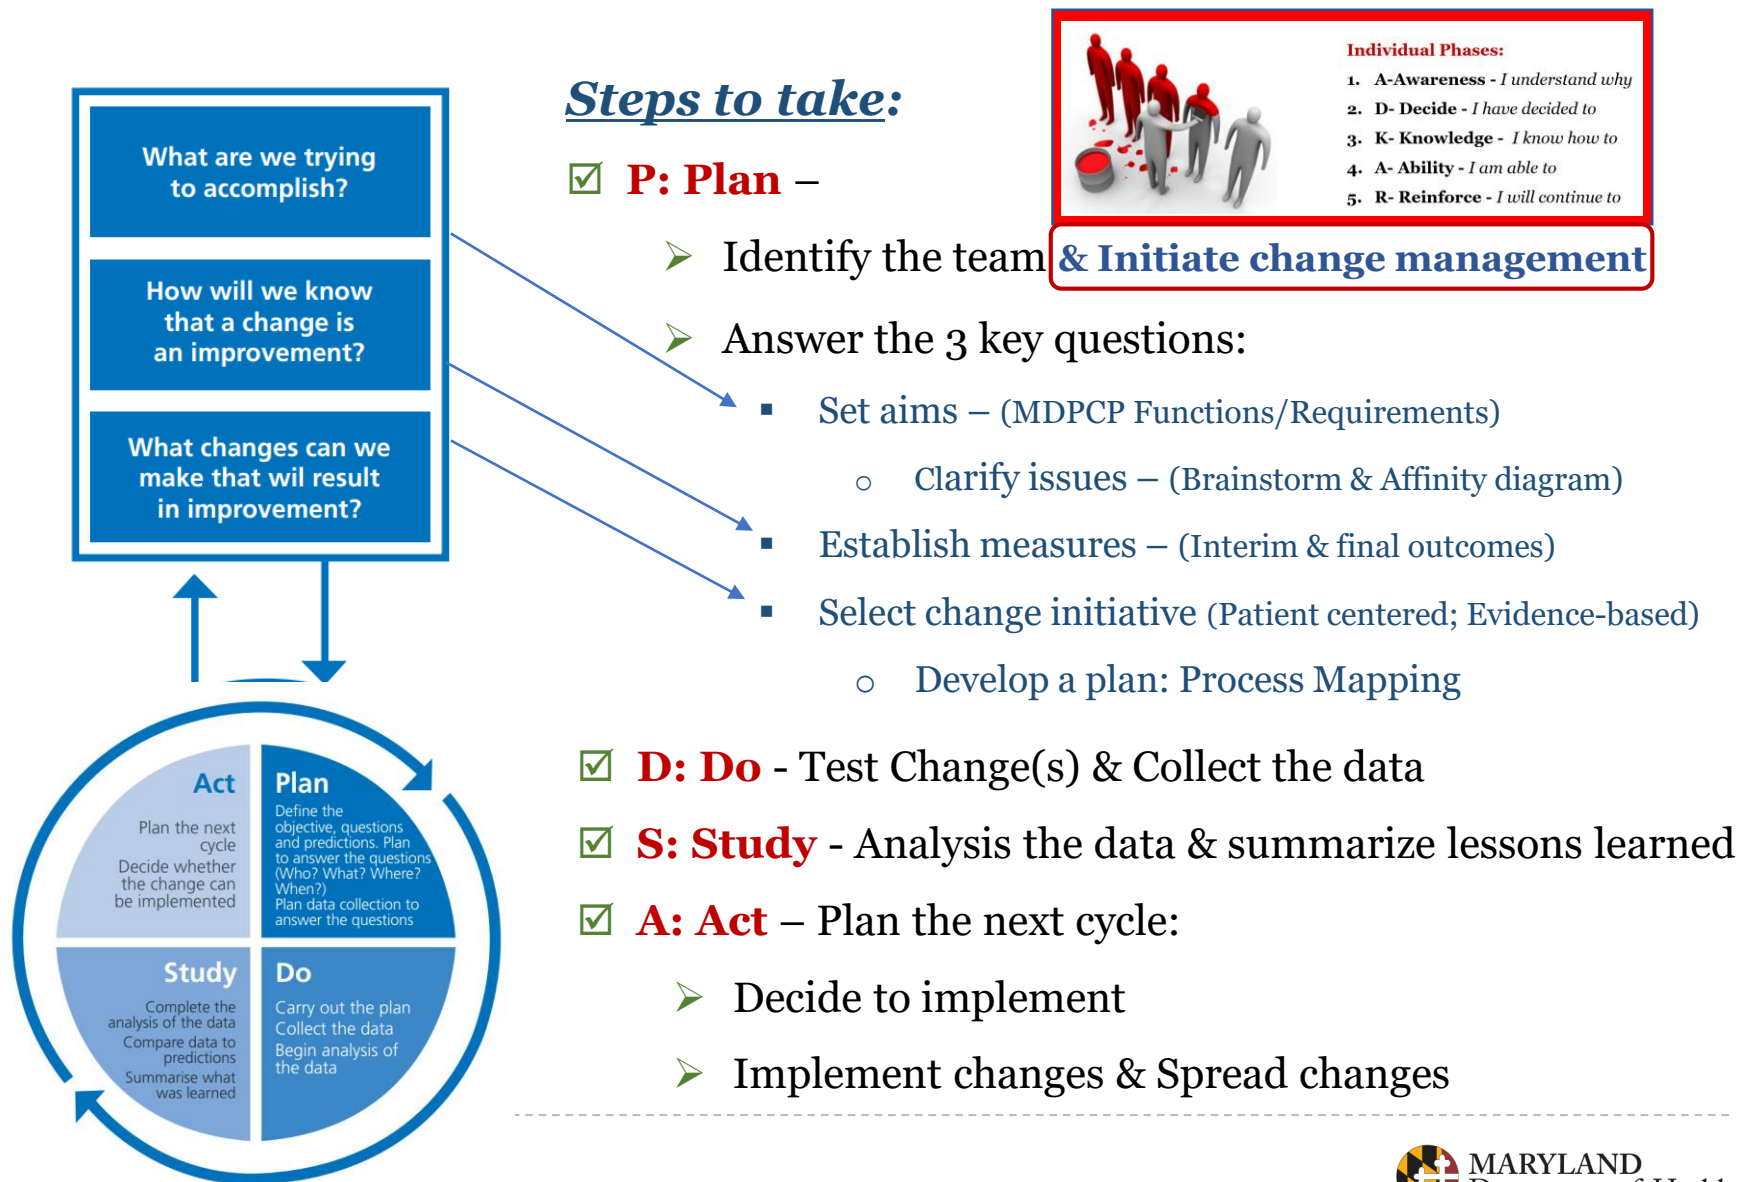 What are we trying
to accomplish?
How will we know
that a change is
an improvement?
What changes can we
make that wil result
in improvement?
Act
Plan the next
cycle
Decide whether
the change can
be implemented
Plan
Define the
objective, questions
and predictions. Plan
to answer the questions
(Who? What? Where?
When?)
Plan data collection to
answer the questions
Study
Complete the
analysis of the data
Compare data to
predictions
Summarise what
was learned
Do
Carry out the plan
Collect the data
Begin analysis of
the data
Steps to take:
Individual Phases:
1. A-Awareness - I understand why
2. D- Decide - I have decided to
3. K- Knowledge - I know how to
4. A- Ability - I am able to
5. R- Reinforce - I will continue to
P: Plan –
Identify the team & Initiate change management
Answer the 3 key questions:
Set aims – (MDPCP Functions/Requirements)
Clarify issues – (Brainstorm & Affinity diagram)
Establish measures – (Interim & final outcomes)
Select change initiative (Patient centered; Evidence-based)
Develop a plan: Process Mapping
D: Do - Test Change(s) & Collect the data
S: Study - Analysis the data & summarize lessons learned
A: Act – Plan the next cycle:
Decide to implement
Implement changes & Spread changes
MARYLAND